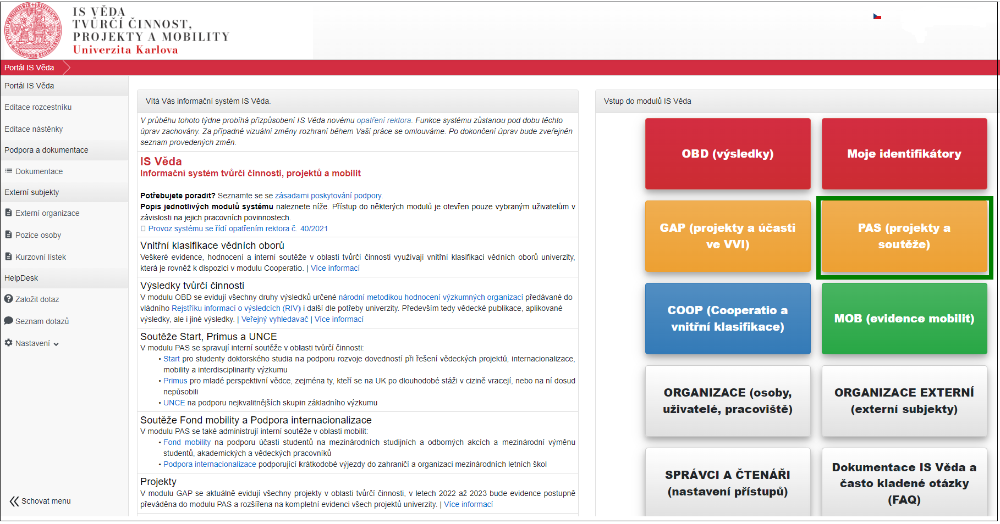 IS VĚDA
TVŮRČÍ ČINNOST,
PROJEKTY A MOBILITY
Univerzita Karlova
Portál IS Věda
Portál IS Věda
Editace rozcestníku
Editace nástěnky
Podpora a dokumentace
Dokumentace
Externí subjekty
Externí organizace
Pozice osoby
Kurzovní lístek
HelpDesk
Založit dotaz
Seznam dotazů
Nastavení
Schovat menu
Vítá Vás informační systém IS Věda.
V průběhu tohoto týdne probíhá přizpůsobení IS Věda novému opatření rektora. Funkce systému zůstanou pod dobu těchto
úprav zachovány. Za případné vizuální změny rozhraní během Vaší práce se omlouváme. Po dokončení úprav bude zveřejněn
seznam provedených změn.
IS Věda
Informační systém tvůrčí činnosti, projektů a mobilit
Potřebujete poradit? Seznamte se se zásadami poskytování podpory.
Popis jednotlivých modulů systému naleznete níže. Přístup do některých modulů je otevřen pouze vybraným uživatelům v
závislosti na jejich pracovních povinnostech.
Provoz systému se řídí opatřením rektora č. 40/2021
Vnitřní klasifikace vědních oborů
Veškeré evidence, hodnocení a interní soutěže v oblasti tvůrčí činnosti využívají vnitřní klasifikaci vědních oborů univerzity,
která je rovněž k dispozici v modulu Cooperatio. | Více informací
Výsledky tvůrčí činnosti
V modulu OBD se evidují všechny druhy výsledků určené národní metodikou hodnocení výzkumných organizací předávané do
vládního Rejstříku informací o výsledcích (RIV) i další dle potřeby univerzity. Především tedy vědecké publikace, aplikované
výsledky, ale i jiné výsledky. | Veřejný vyhledavač | Více informací
Soutěže Start, Primus a UNCE
V modulu PAS se spravují interní soutěže v oblasti tvůrčí činnosti:
• Start pro studenty doktorského studia na podporu rozvoje dovedností při řešení vědeckých projektů, internacionalizace,
mobility a interdisciplinarity výzkumu
• Primus pro mladé perspektivní vědce, zejména ty, kteří se na UK po dlouhodobé stáži v cizině vracejí, nebo na ní dosud
nepůsobili
• UNCE na podporu nejkvalitnějších skupin základního výzkumu
Soutěže Fond mobility a Podpora internacionalizace
V modulu PAS se také administrují interní soutěže v oblasti mobilit:
• Fond mobility na podporu účasti studentů na mezinárodních studijních a odborných akcích a mezinárodní výměnu
studentů, akademických a vědeckých pracovníků
• Podpora internacionalizace podporující krátkodobé výjezdy do zahraničí a organizaci mezinárodních letních škol
Projekty
V modulu GAP se aktuálně evidují všechny projekty v oblasti tvůrčí činnosti, v letech 2022 až 2023 bude evidence postupně
převáděna do modulu PAS a rozšířena na kompletní evidenci všech projektů univerzity. | Více informací
Vstup do modulů IS Věda
OBD (výsledky)
Moje identifikátory
GAP (projekty a účasti
ve VVI)
PAS (projekty a
soutěže)
COOP (Cooperatio a
vnitřní klasifikace)
MOB (evidence mobilit)
ORGANIZACE (osoby,
uživatelé, pracoviště)
ORGANIZACE EXTERNÍ
(externí subjekty)
SPRÁVCI A ČTENÁŘI
(nastavení přístupů)
Dokumentace IS Věda a
často kladené otázky
(FAQ)